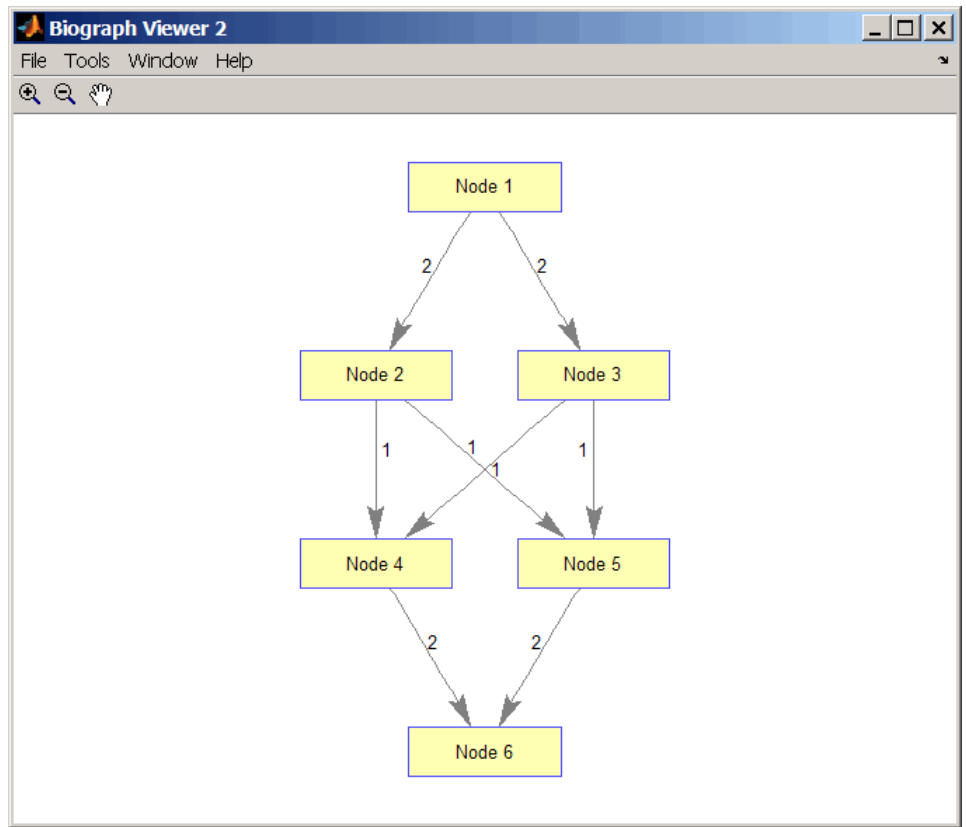 Biograph Viewer 2
File Tools Window Help
Node 1
2 2
Node 2 Node 3
1 1 1 1
Node 4 Node 5
2 2
Node 6